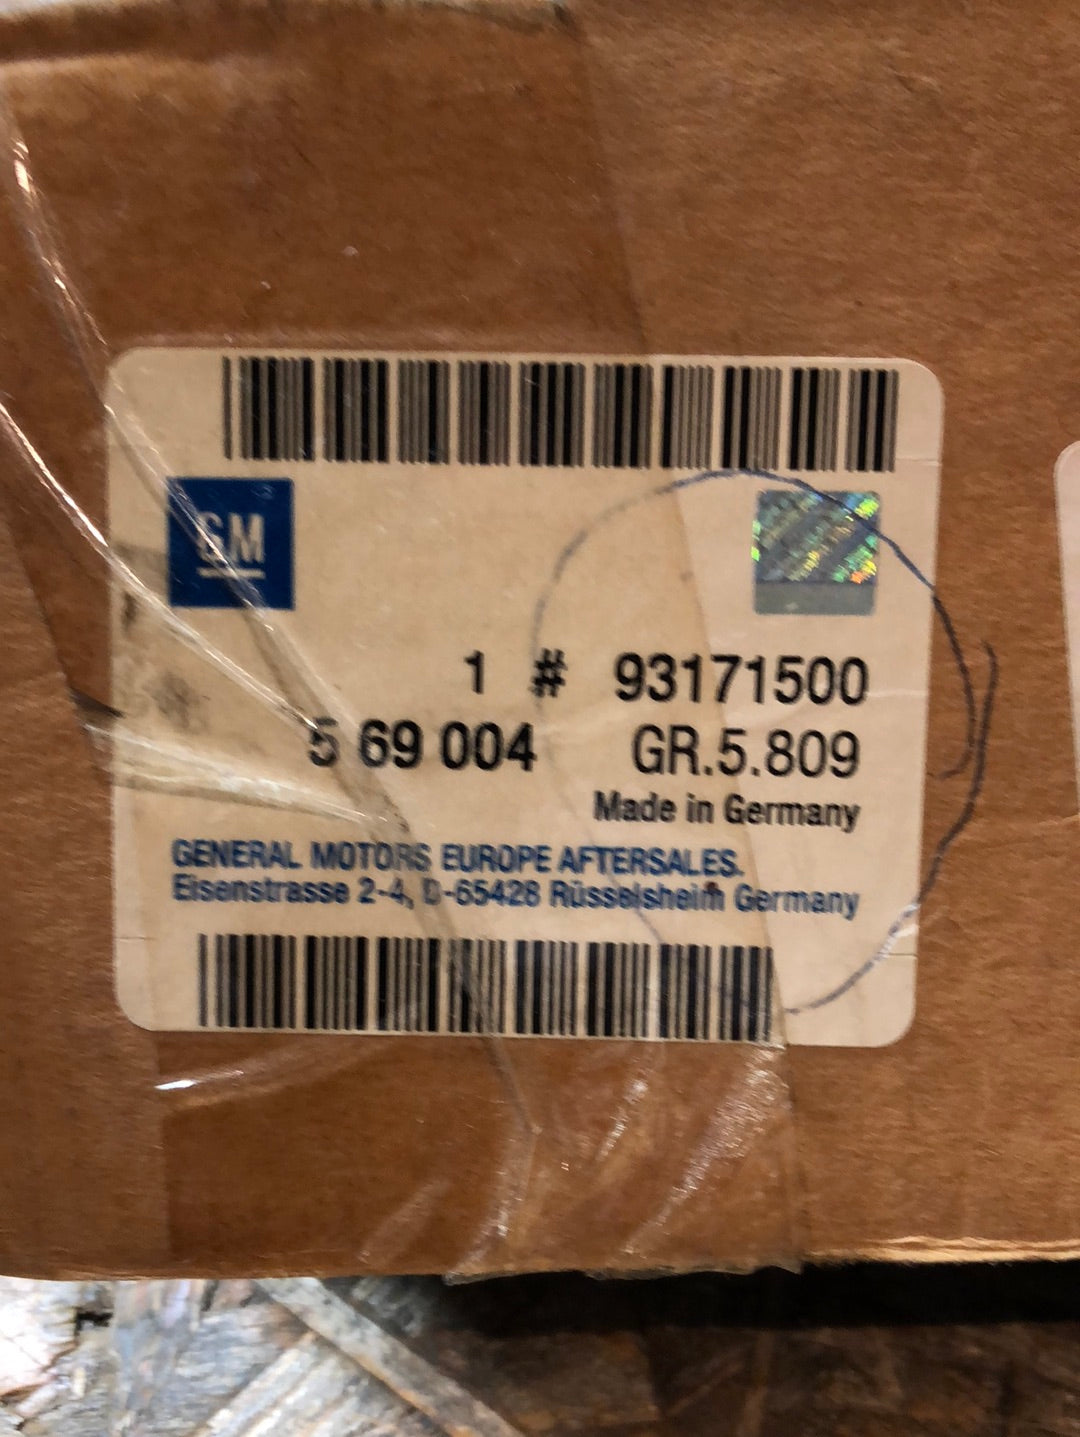 GM
1 # 93171500
5 69 004 GR.5.809
Made in Germany
GENERAL MOTORS EUROPE AFTERSALES.
Eisenstrasse 2-4, D-65428 Rüsselsheim Germany